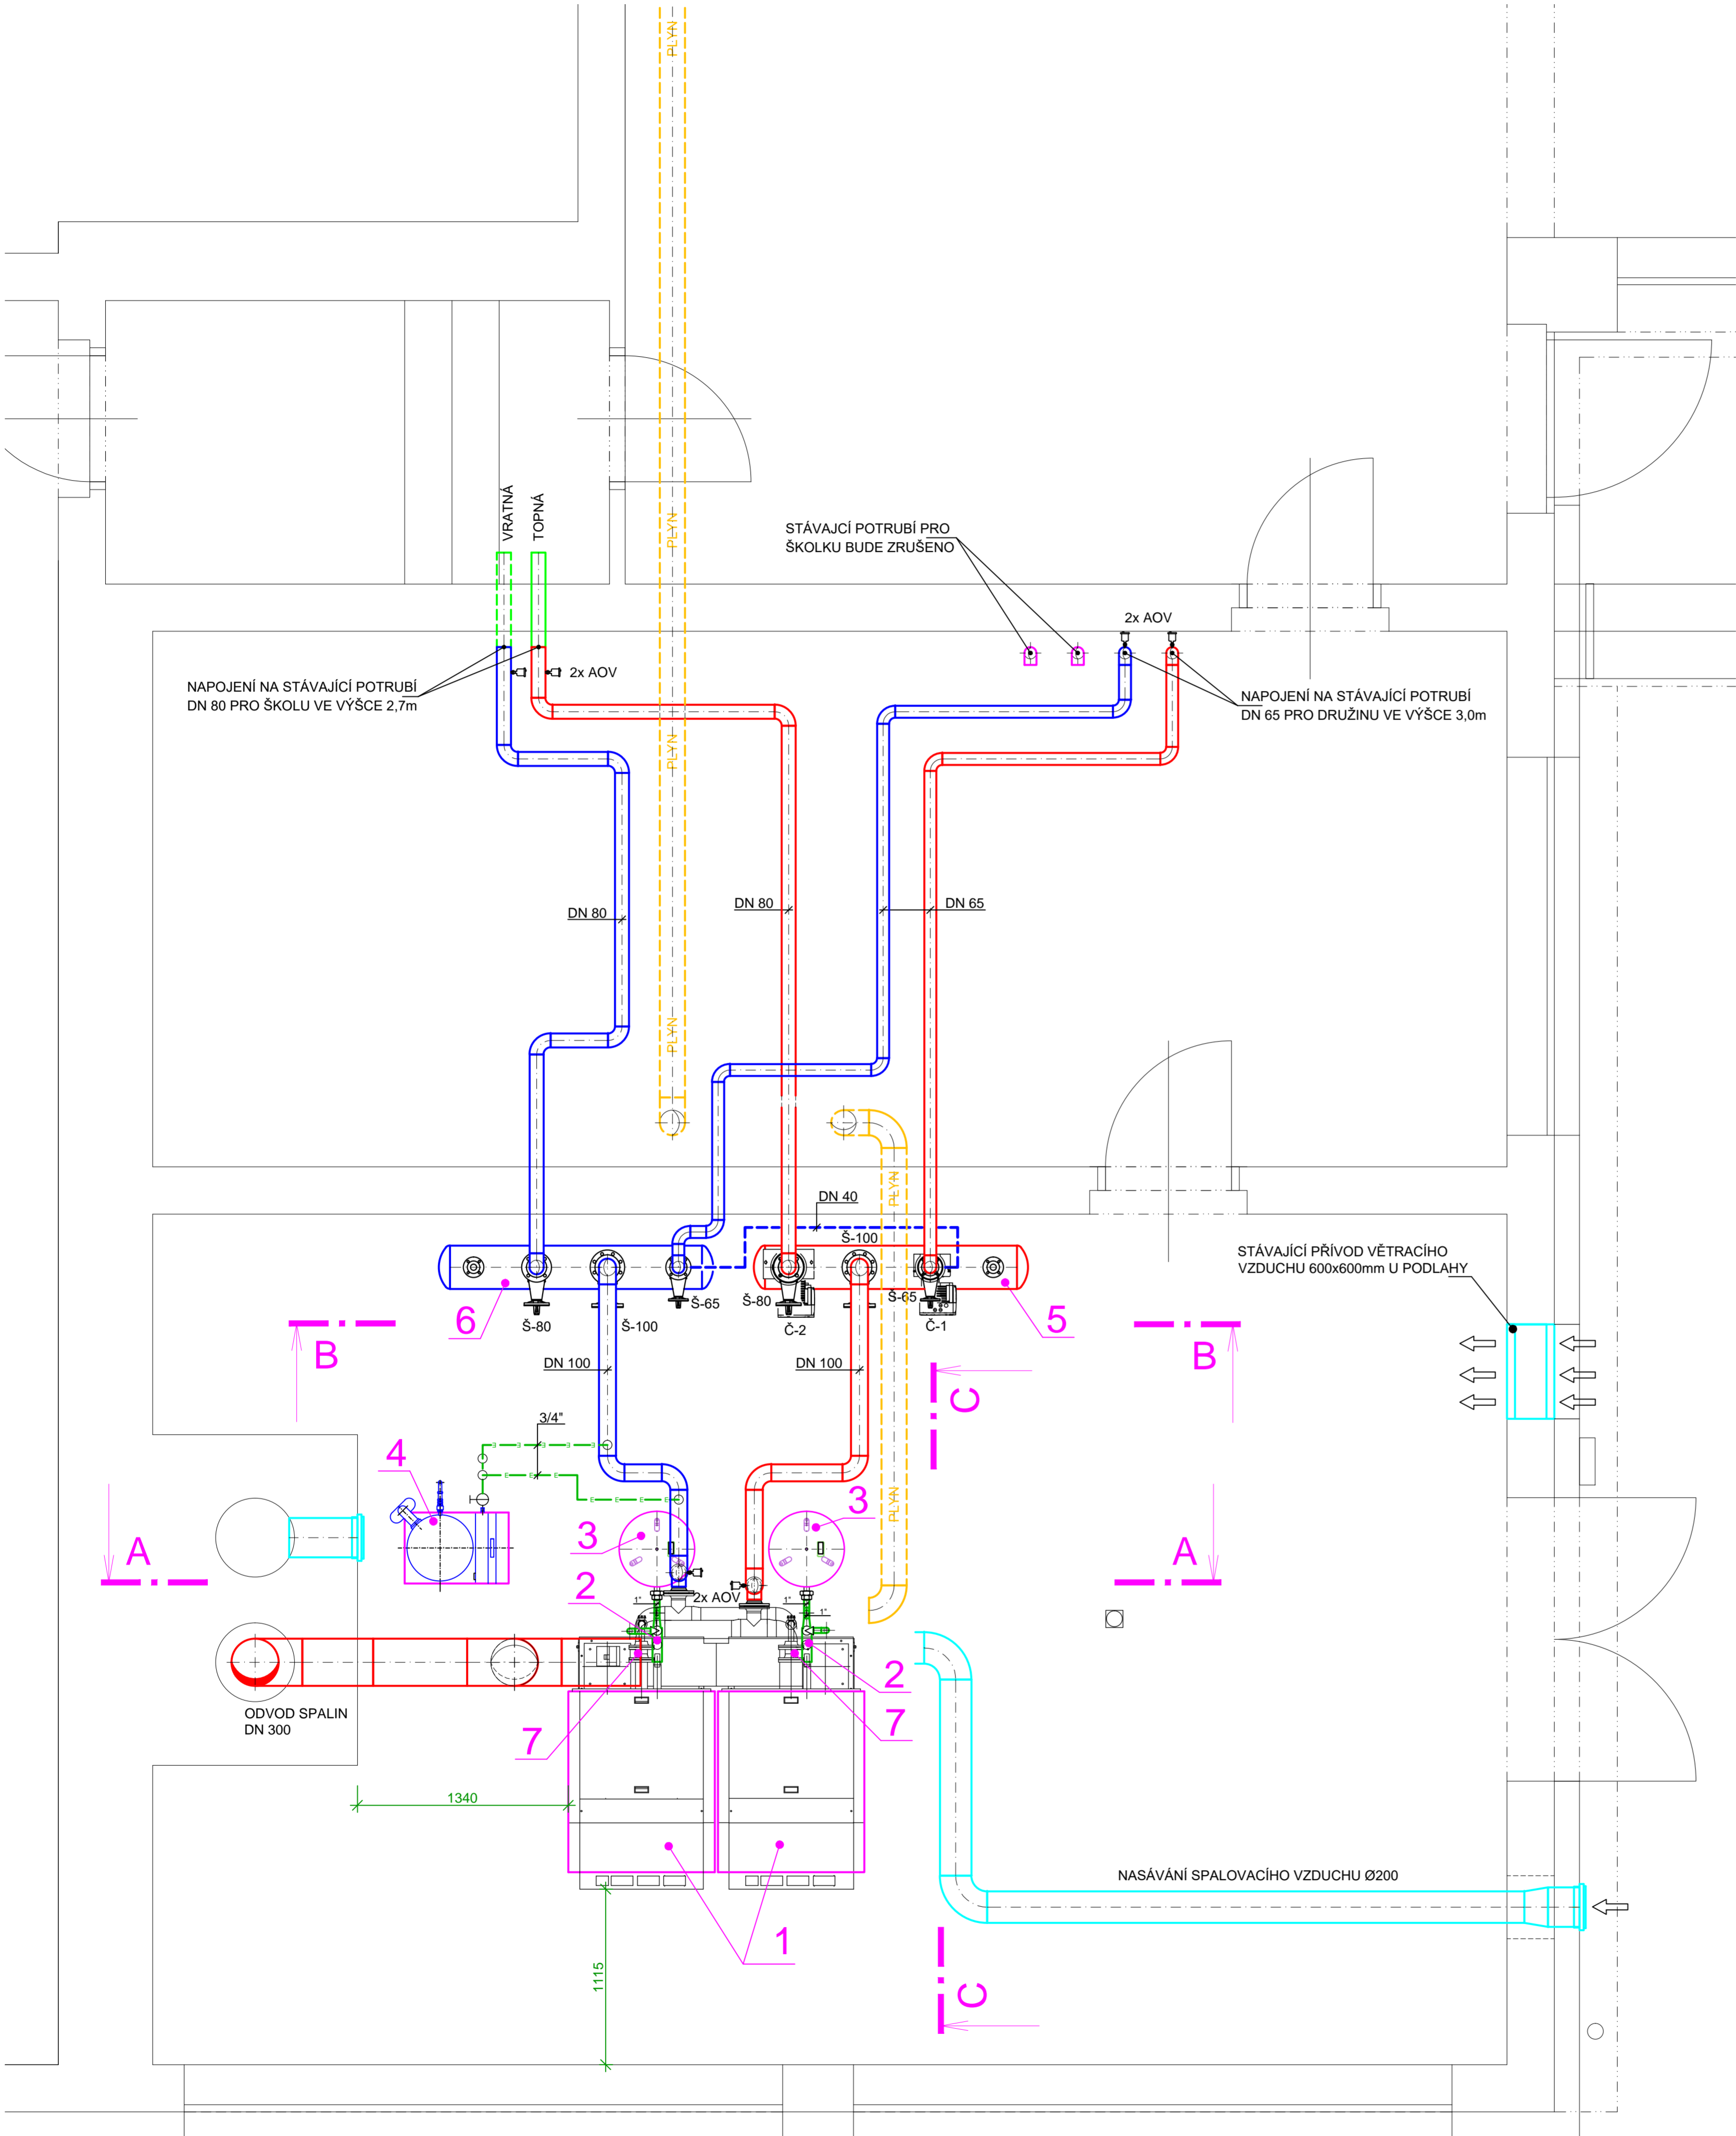 PLYN
VRATNÁ
TOPNÁ
PLYN
STÁVAJCÍ POTRUBÍ PRO
ŠKOLKU BUDE ZRUŠENO
2x AOV
2x AOV
NAPOJENÍ NA STÁVAJÍCÍ POTRUBÍ
DN 80 PRO ŠKOLU VE VÝŠCE 2,7m
NAPOJENÍ NA STÁVAJÍCÍ POTRUBÍ
DN 65 PRO DRUŽINU VE VÝŠCE 3,0m
PLYN
DN 80
DN 80
DN 65
PLYN
PLYN
DN 40
Š-100
STÁVAJÍCÍ PŘÍVOD VĚTRACÍHO
VZDUCHU 600x600mm U PODLAHY
6
Š-80
Š-100
Š-65
Š-80
Č-2
Š-65
Č-1
5
B
B
DN 100
DN 100
C
3/4"
4
3
3
PLYN
A
A
2
2x AOV
1"
1"
1"
2
7
7
ODVOD SPALIN
DN 300
1340
NASÁVÁNÍ SPALOVACÍHO VZDUCHU Ø200
1
1115
C